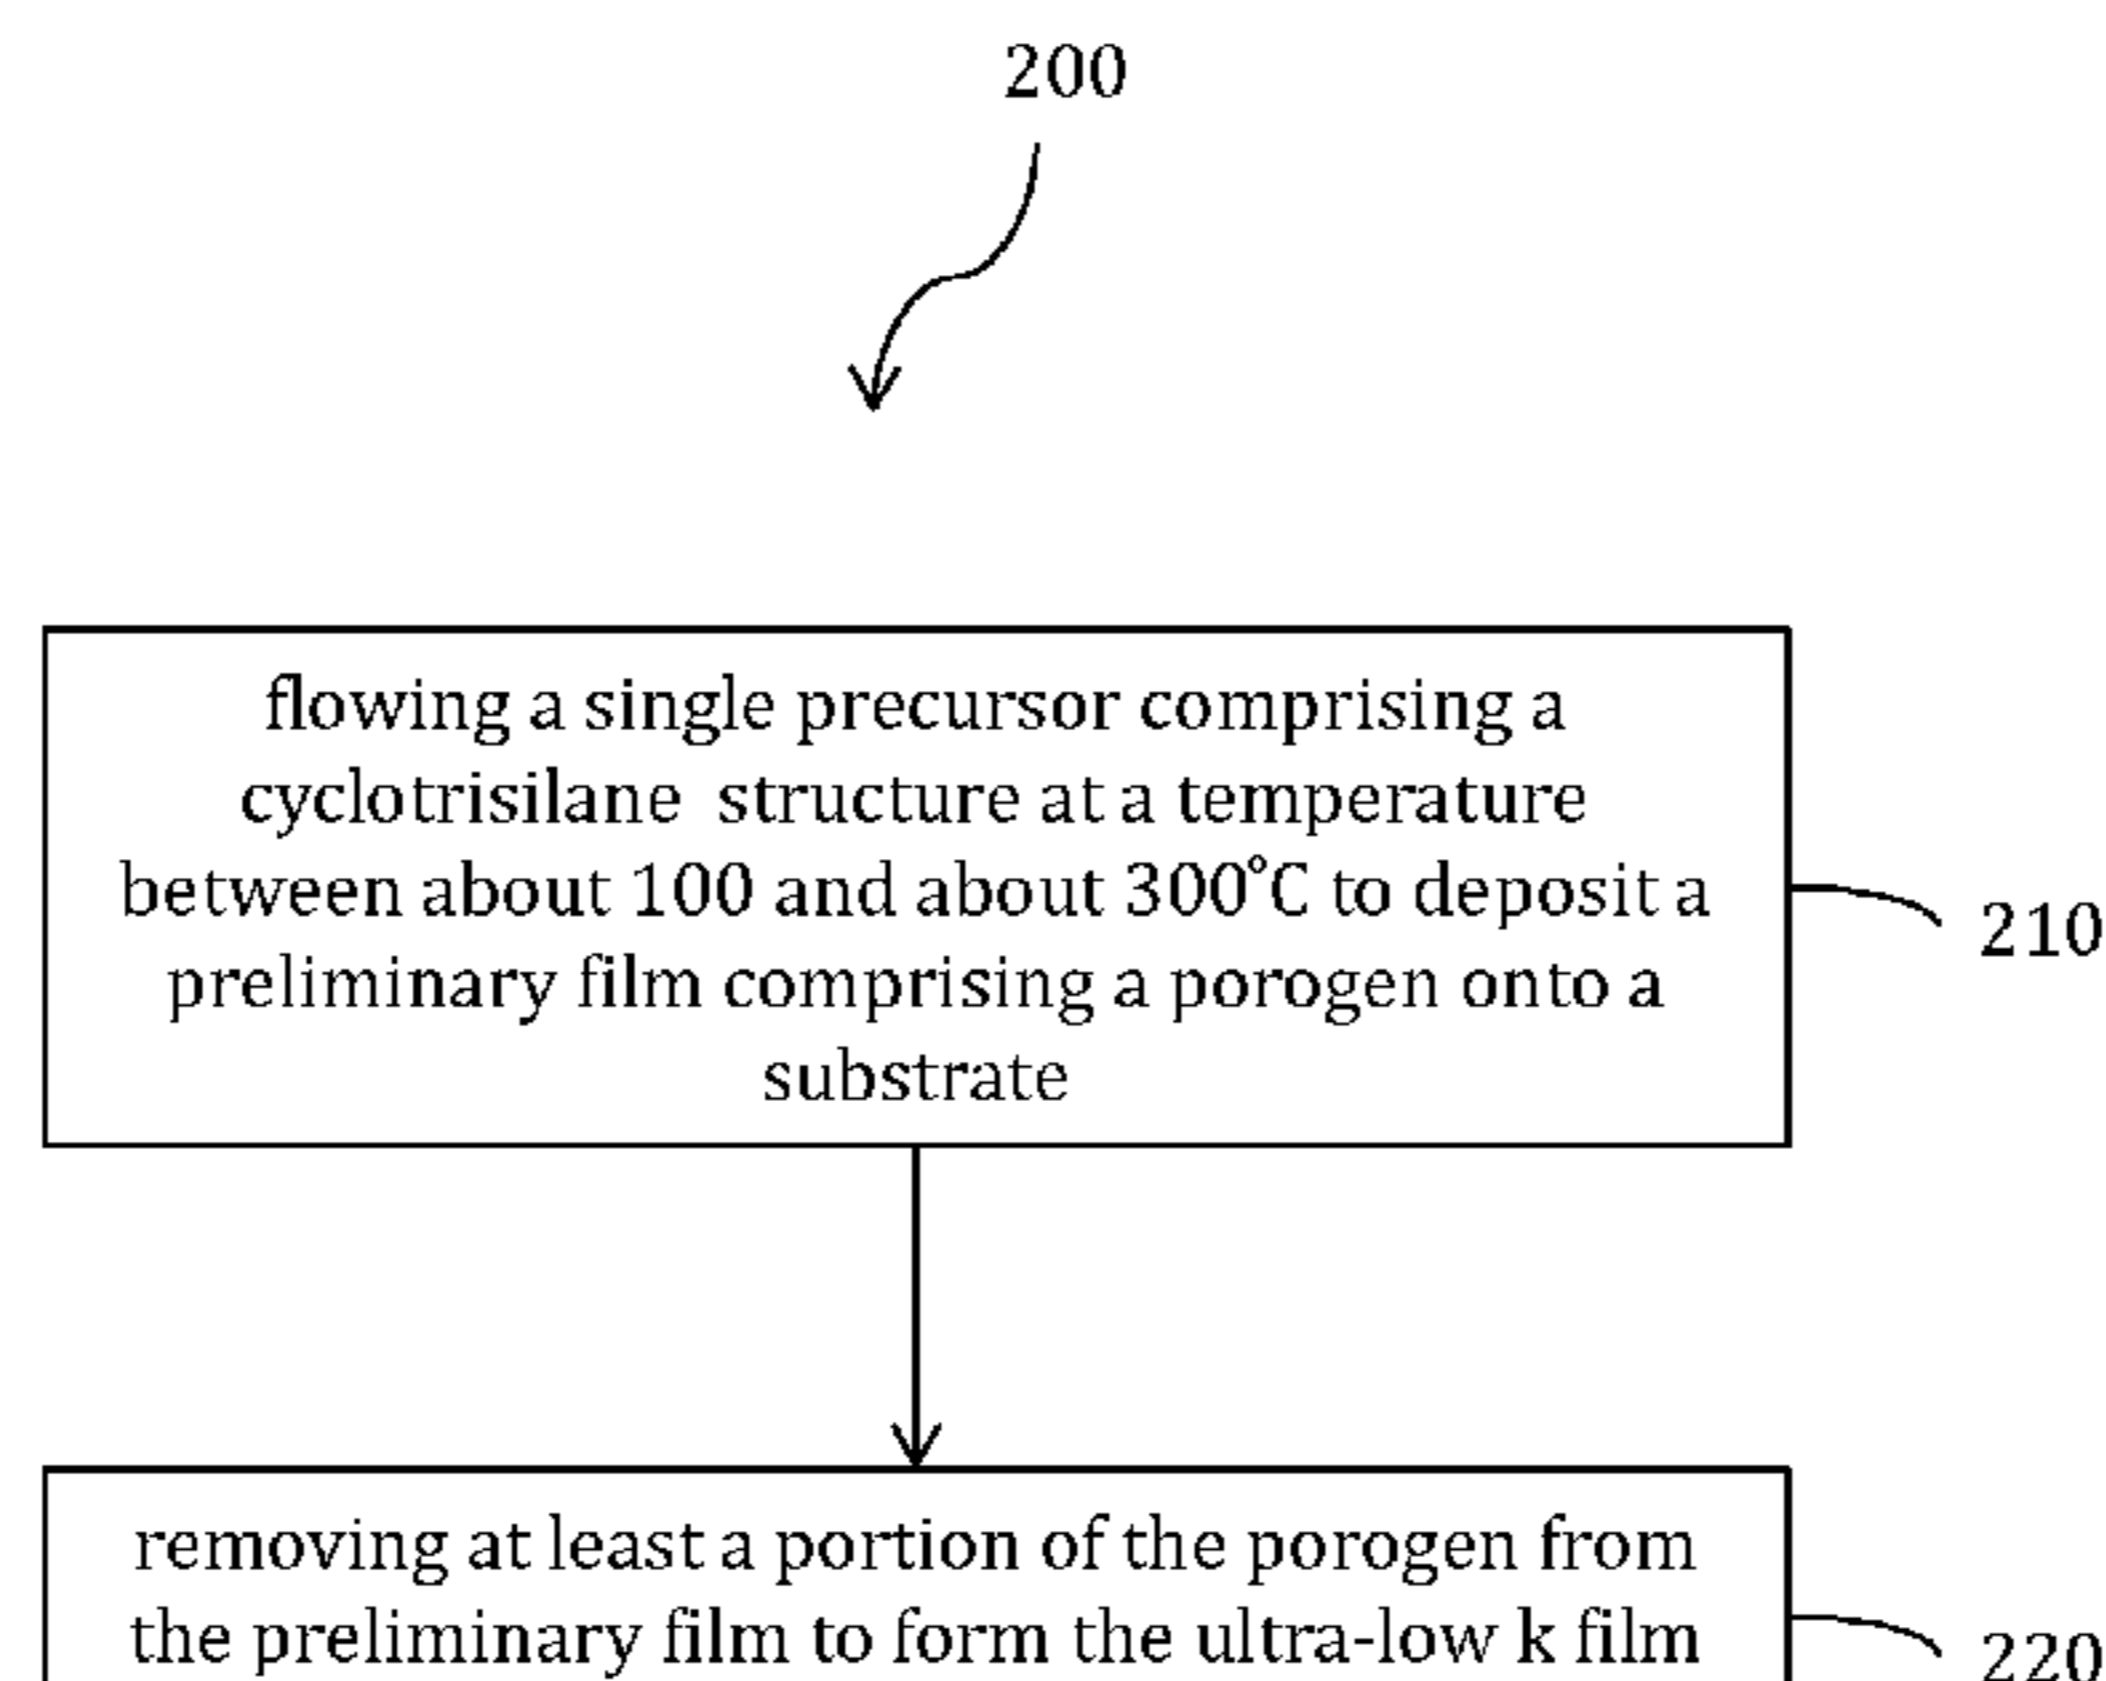 200
flowing a single precursor comprising a
cyclotrisilane structure at a temperature
between about 100 and about 300°C to deposit a
preliminary film comprising a porogen onto a
substrate
210
removing at least a portion of the porogen from
the preliminary film to form the ultra-low k film
220